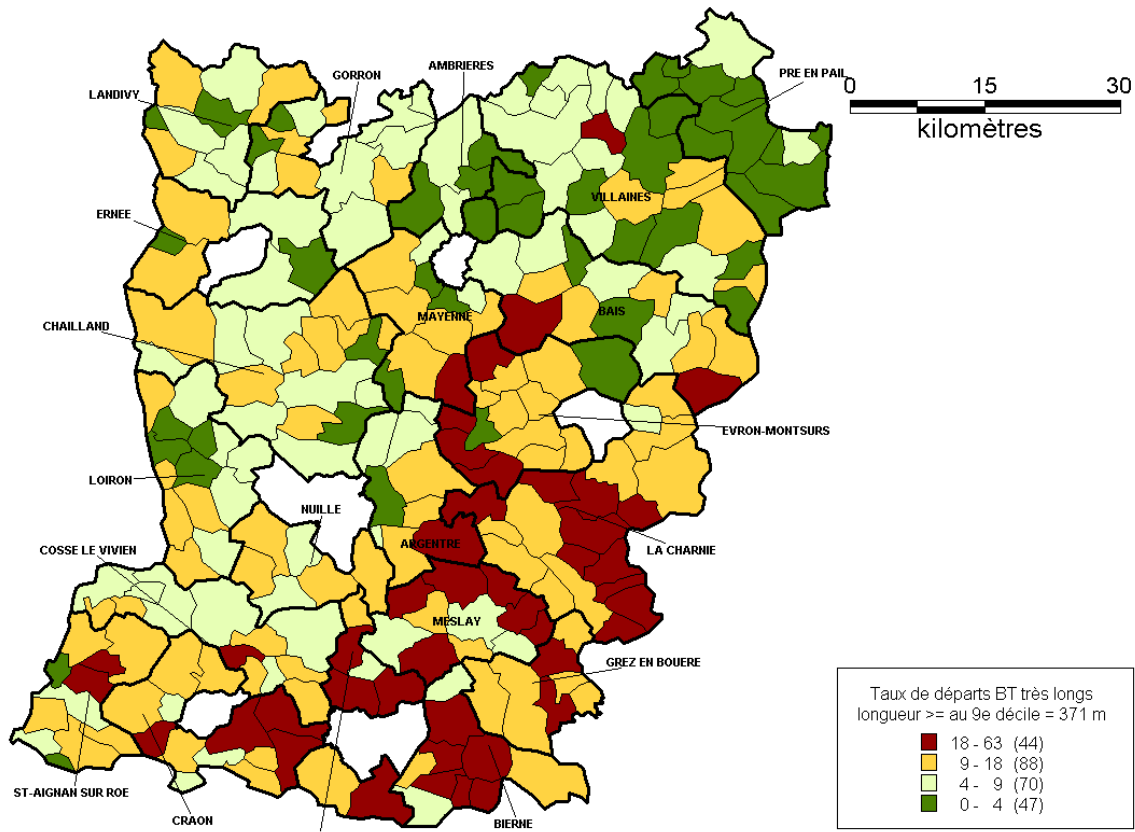 AMBRIERES
GORRON
PRE EN PAIL
LANDIVY
0 15 30
kilomètres
VILLAINES
ERNEE
CHAILLAND
MAYENNE
BAIS
EVRON-MONTSURS
LOIRON
NUILLE
ARGENTRE
LA CHARNIE
COSSE LE VIVIEN
MESLAY
GREZ EN BOUERE
ST-AIGNAN SUR ROE
CRAON
BIERNE
Taux de départs BT très longs
longueur >= au 9e décile = 371 m
18 - 63 (44)
9 - 18 (88)
4 - 9 (70)
0 - 4 (47)